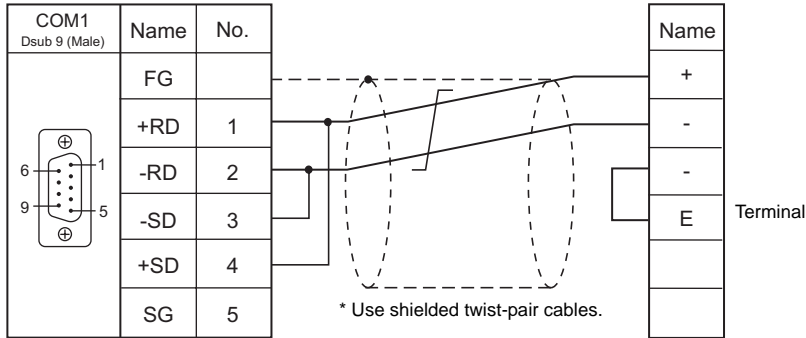 COM1
Dsub 9 (Male)
Name No.
FG
+RD 1
-RD 2
-SD 3
+SD 4
SG 5
6 1
9 5
* Use shielded twist-pair cables.
Name
+
-
-
E
Terminal